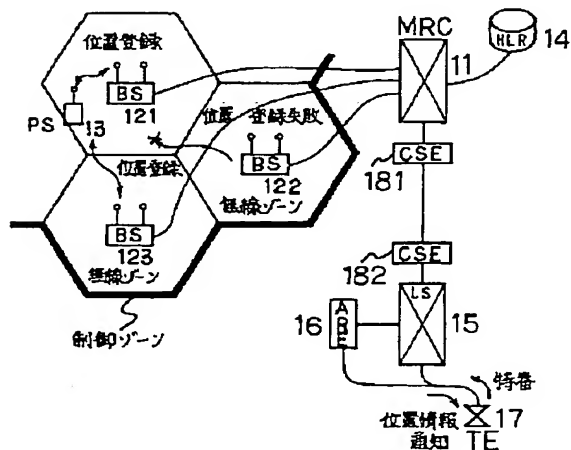 MRC
HLR
14
11
位置登録
BS
121
PS
13
位置登録失敗
BS
122
無線ゾーン
位置登録
BS
123
無線ゾーン
制御ゾーン
CSE
181
CSE
182
LS
15
ABE
16
特番
17
TE
位置情報
通知